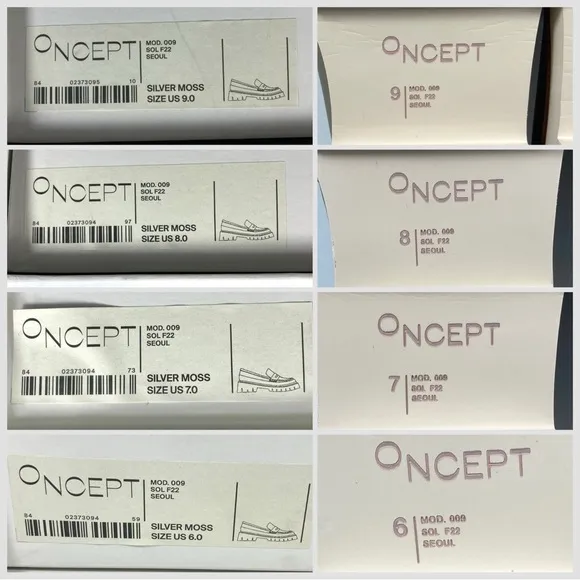 ONCEPT
MOD. 009
SOL F22
SEOUL
84 02373095 10
SILVER MOSS
SIZE US 9.0
ONCEPT
9
MOD. 009
SOL F22
SEOUL
ONCEPT
MOD. 009
SOL F22
SEOUL
84 02373094 97
SILVER MOSS
SIZE US 8.0
ONCEPT
8
MOD. 009
SOL F22
SEOUL
ONCEPT
MOD. 009
SOL F22
SEOUL
84 02373094 73
SILVER MOSS
SIZE US 7.0
ONCEPT
7
MOD. 009
SOL F22
SEOUL
ONCEPT
MOD. 009
SOL F22
SEOUL
84 02373094 59
SILVER MOSS
SIZE US 6.0
ONCEPT
6
MOD. 009
SOL F22
SEOUL